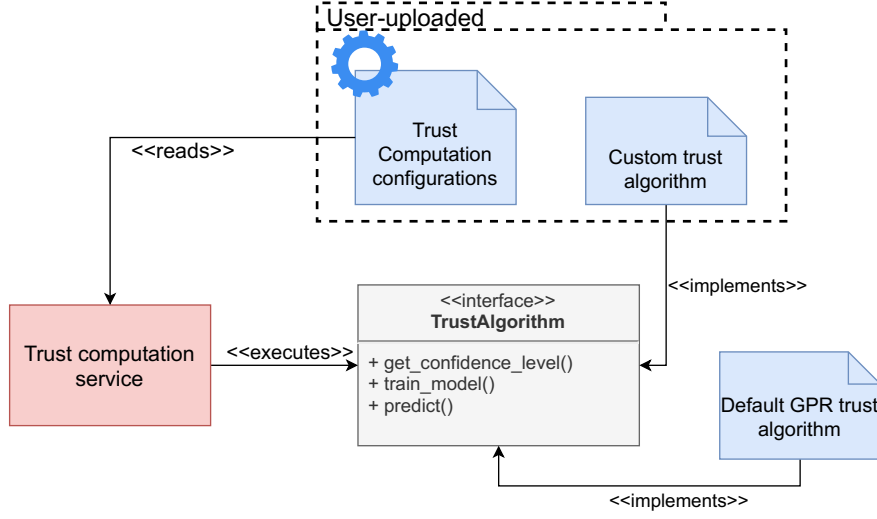 User-uploaded
Trust
Computation
configurations
Custom trust
algorithm
<<reads>>
<<implements>>
<<interface>>
TrustAlgorithm
+ get_confidence_level()
+ train_model()
+ predict()
Trust computation
service
<<executes>>
Default GPR trust
algorithm
<<implements>>